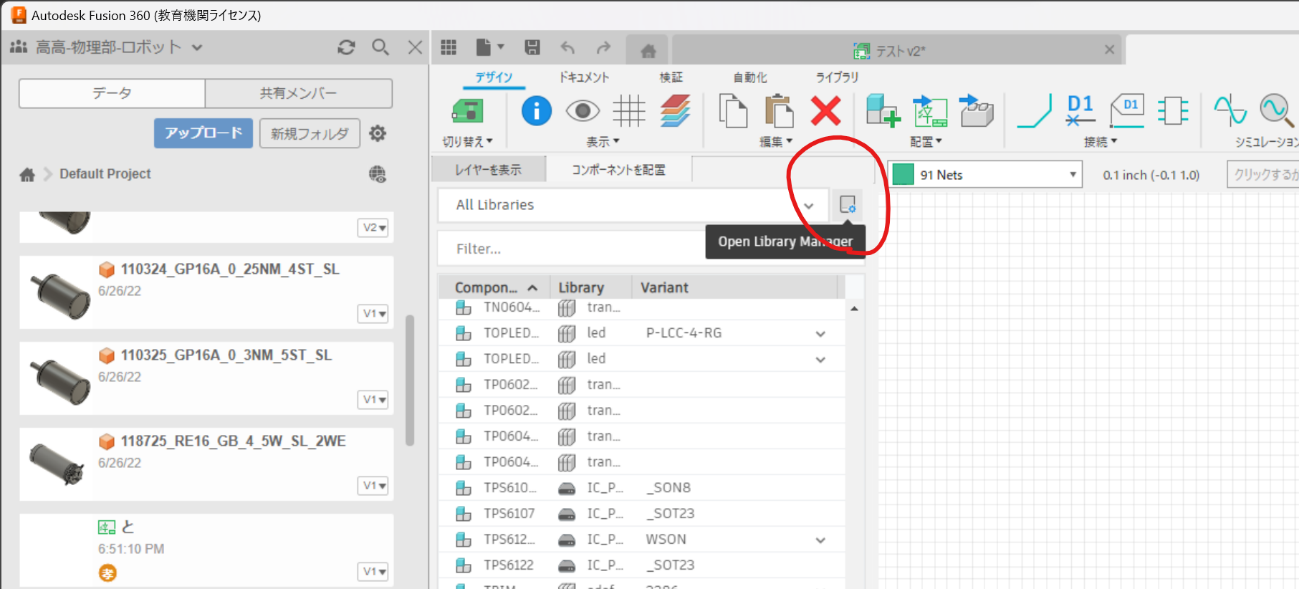 Autodesk Fusion 360 (教育機関ライセンス)
高高-物理部-ロボット
テスト v2*
データ
共有メンバー
アップロード
新規フォルダ
Default Project
V2
110324_GP16A_0_25NM_4ST_SL
6/26/22
V1
110325_GP16A_0_3NM_5ST_SL
6/26/22
V1
118725_RE16_GB_4_5W_SL_2WE
6/26/22
V1
と
6:51:10 PM
孝
V1
デザイン
ドキュメント
検証
自動化
ライブラリ
D1
D1
切り替え
表示
編集
配置
接続
シミュレーション
レイヤーを表示
コンポーネントを配置
91 Nets
0.1 inch (-0.1 1.0)
クリックするか
All Libraries
Filter...
Open Library Manager
Compon... Library Variant
TN0604... tran...
TOPLED... led P-LCC-4-RG
TOPLED... led
TP0602... tran...
TP0602... tran...
TP0604... tran...
TP0604... tran...
TPS610... IC_P... _SON8
TPS6107 IC_P... _SOT23
TPS612... IC_P... WSON
TPS6122 IC_P... _SOT23